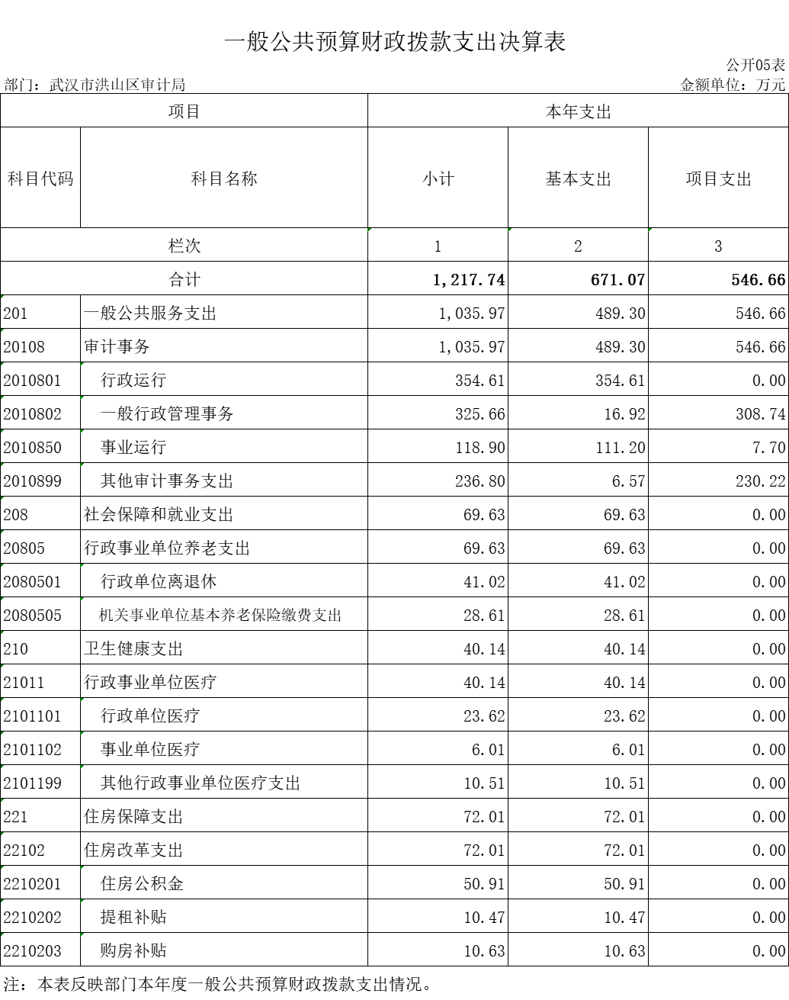 一般公共预算财政拨款支出决算表
公开05表
部门：武汉市洪山区审计局 金额单位：万元
项目 本年支出
科目代码 科目名称 小计 基本支出 项目支出
栏次 1 2 3
合计 1,217.74 671.07 546.66
201 一般公共服务支出 1,035.97 489.30 546.66
20108 审计事务 1,035.97 489.30 546.66
2010801 行政运行 354.61 354.61 0.00
2010802 一般行政管理事务 325.66 16.92 308.74
2010850 事业运行 118.90 111.20 7.70
2010899 其他审计事务支出 236.80 6.57 230.22
208 社会保障和就业支出 69.63 69.63 0.00
20805 行政事业单位养老支出 69.63 69.63 0.00
2080501 行政单位离退休 41.02 41.02 0.00
2080505 机关事业单位基本养老保险缴费支出 28.61 28.61 0.00
210 卫生健康支出 40.14 40.14 0.00
21011 行政事业单位医疗 40.14 40.14 0.00
2101101 行政单位医疗 23.62 23.62 0.00
2101102 事业单位医疗 6.01 6.01 0.00
2101199 其他行政事业单位医疗支出 10.51 10.51 0.00
221 住房保障支出 72.01 72.01 0.00
22102 住房改革支出 72.01 72.01 0.00
2210201 住房公积金 50.91 50.91 0.00
2210202 提租补贴 10.47 10.47 0.00
2210203 购房补贴 10.63 10.63 0.00
注：本表反映部门本年度一般公共预算财政拨款支出情况。